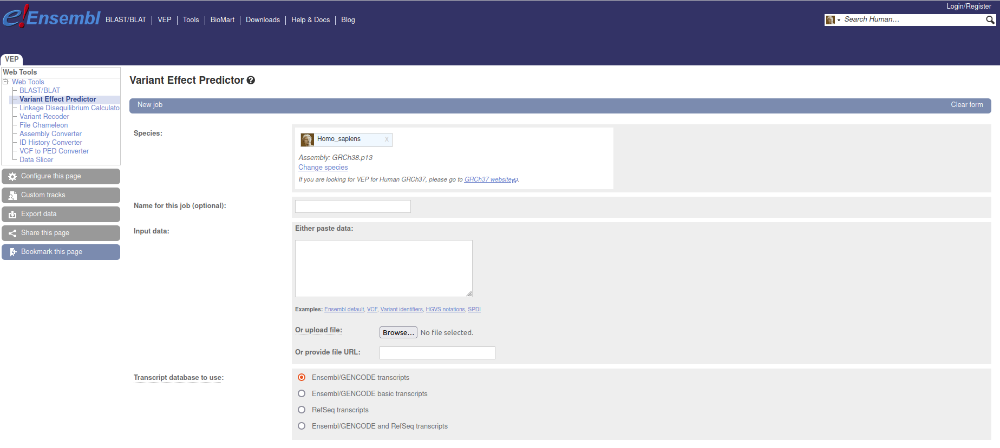 Login/Register
e!Ensembl BLAST/BLAT VEP Tools BioMart Downloads Help & Docs Blog
Search Human...
VEP
Web Tools
Web Tools
BLAST/BLAT
Variant Effect Predictor
Linkage Disequilibrium Calculato
Variant Recoder
File Chameleon
Assembly Converter
ID History Converter
VCF to PED Converter
Data Slicer
Configure this page
Custom tracks
Export data
Share this page
Bookmark this page
Variant Effect Predictor ?
New job Clear form
Species:
Homo_sapiens x
Assembly: GRCh38.p13
Change species
If you are looking for VEP for Human GRCh37, please go to GRCh37 website.
Name for this job (optional):
Input data:
Either paste data:
Examples: Ensembl default, VCF, Variant identifiers, HGVS notations, SPDI
Or upload file: Browse... No file selected.
Or provide file URL:
Transcript database to use:
Ensembl/GENCODE transcripts
Ensembl/GENCODE basic transcripts
RefSeq transcripts
Ensembl/GENCODE and RefSeq transcripts